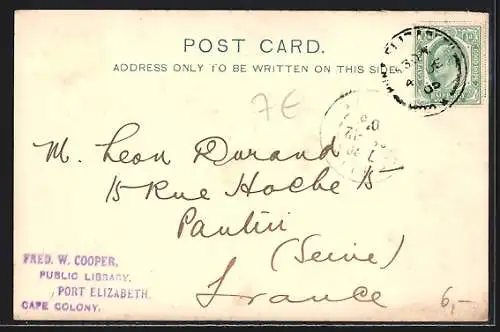 POST CARD.
ADDRESS ONLY TO BE WRITTEN ON THIS SIDE
7E
M. Leon Durand
15 Rue Hoche 15
Pantin
(Seine)
France
FRED. W. COOPER,
PUBLIC LIBRARY,
PORT ELIZABETH.
CAPE COLONY.
6,-